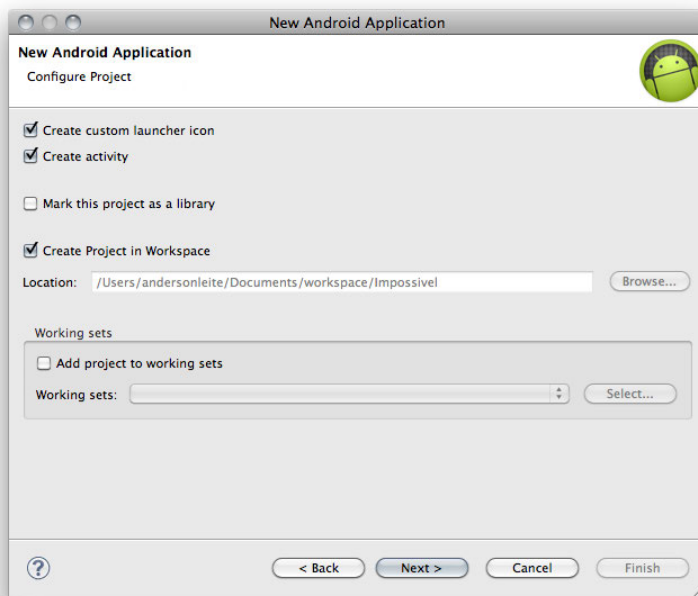 New Android Application
New Android Application
Configure Project
Create custom launcher icon
Create activity
Mark this project as a library
Create Project in Workspace
Location: /Users/andersonleite/Documents/workspace/Impossivel Browse...
Working sets
Add project to working sets
Working sets: Select...
? < Back Next > Cancel Finish